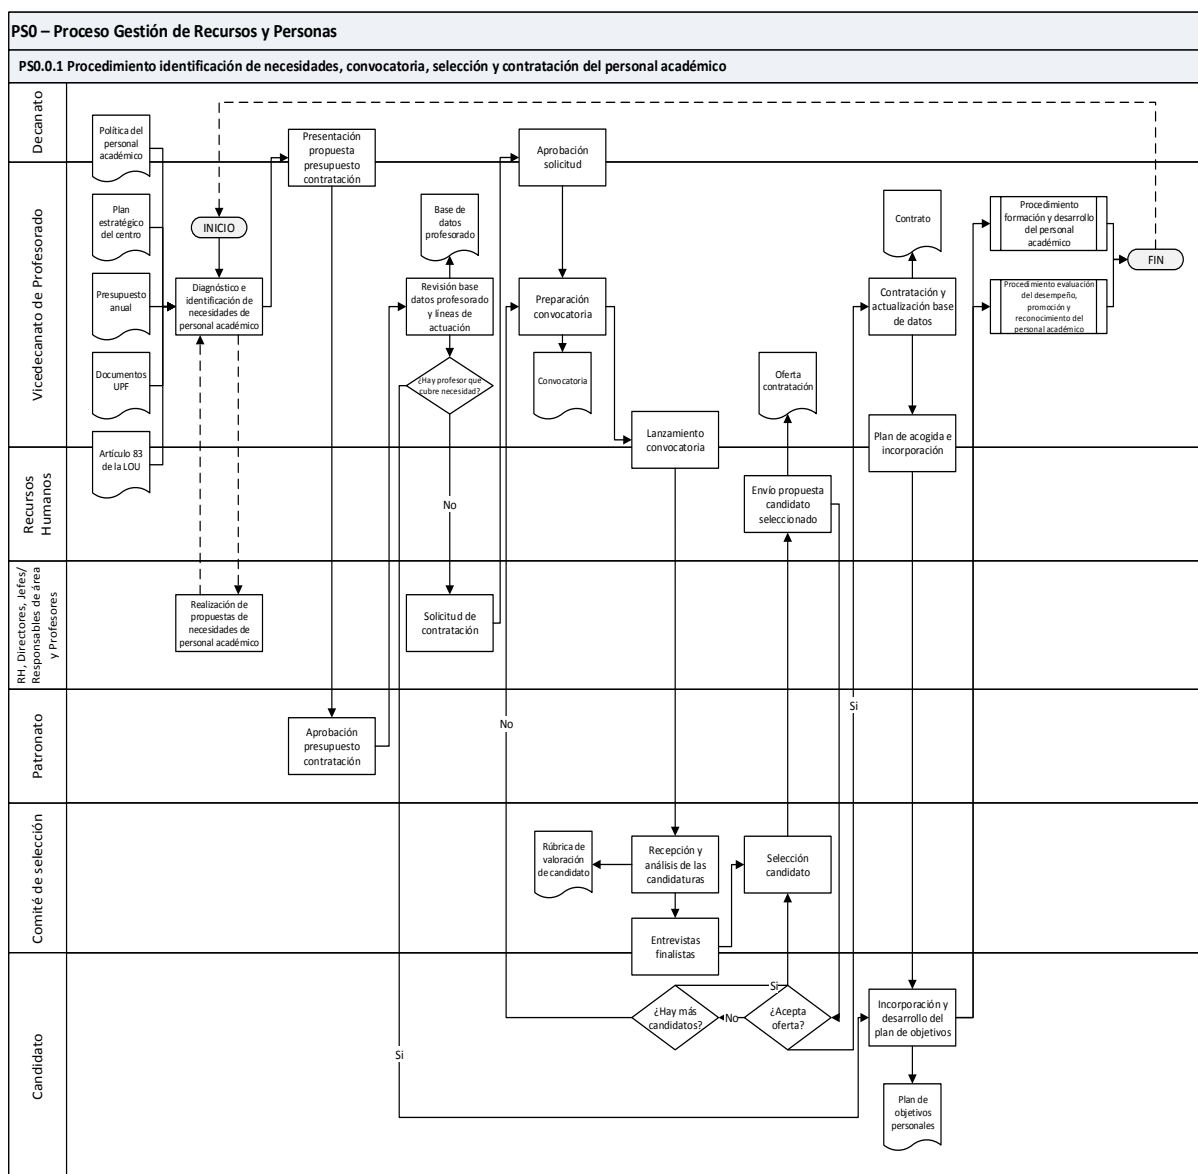 PS0 – Proceso Gestión de Recursos y Personas
PS0.0.1 Procedimiento identificación de necesidades, convocatoria, selección y contratación del personal académico
Decanato
Política del
personal
académico
Presentación
propuesta
presupuesto
contratación
Aprobación
solicitud
Vicedecanato de Profesorado
Plan
estratégico
del centro
INICIO
Base de
datos
profesorado
Contrato
Procedimiento
formación y desarrollo
del personal
académico
FIN
Presupuesto
anual
Diagnóstico e
identificación de
necesidades de
personal académico
Revisión base
datos profesorado
y líneas de
actuación
Preparación
convocatoria
Contratación y
actualización base
de datos
Procedimiento evaluación
del desempeño,
promoción y
reconocimiento del
personal académico
Documentos
UPF
¿Hay profesor que
cubre necesidad?
Convocatoria
Oferta
contratación
Artículo 83
de la LOU
Lanzamiento
convocatoria
Plan de acogida e
incorporación
Recursos
Humanos
No
Envío propuesta
candidato
seleccionado
RH, Directores, Jefes/
Responsables de área
y Profesores
Realización de
propuestas de
necesidades de
personal académico
Solicitud de
contratación
Patronato
Aprobación
presupuesto
contratación
No
Si
Comité de selección
Rúbrica de
valoración
de candidato
Recepción y
análisis de las
candidaturas
Selección
candidato
Entrevistas
finalistas
Candidato
Si
¿Hay más
candidatos?
No
¿Acepta
oferta?
Incorporación y
desarrollo del
plan de objetivos
Si
Plan de
objetivos
personales